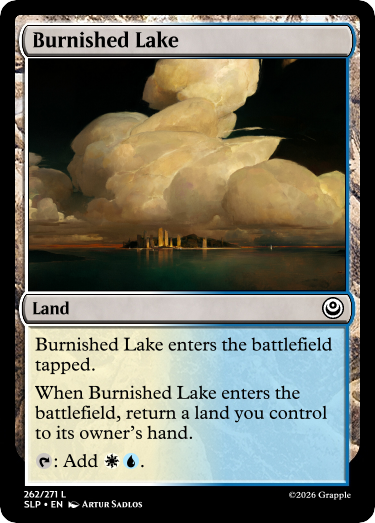 Burnished Lake
Land
Burnished Lake enters the battlefield
tapped.
When Burnished Lake enters the
battlefield, return a land you control
to its owner's hand.
: Add .
262/271 L
SLP • EN Artur Sadlos
©2026 Grapple